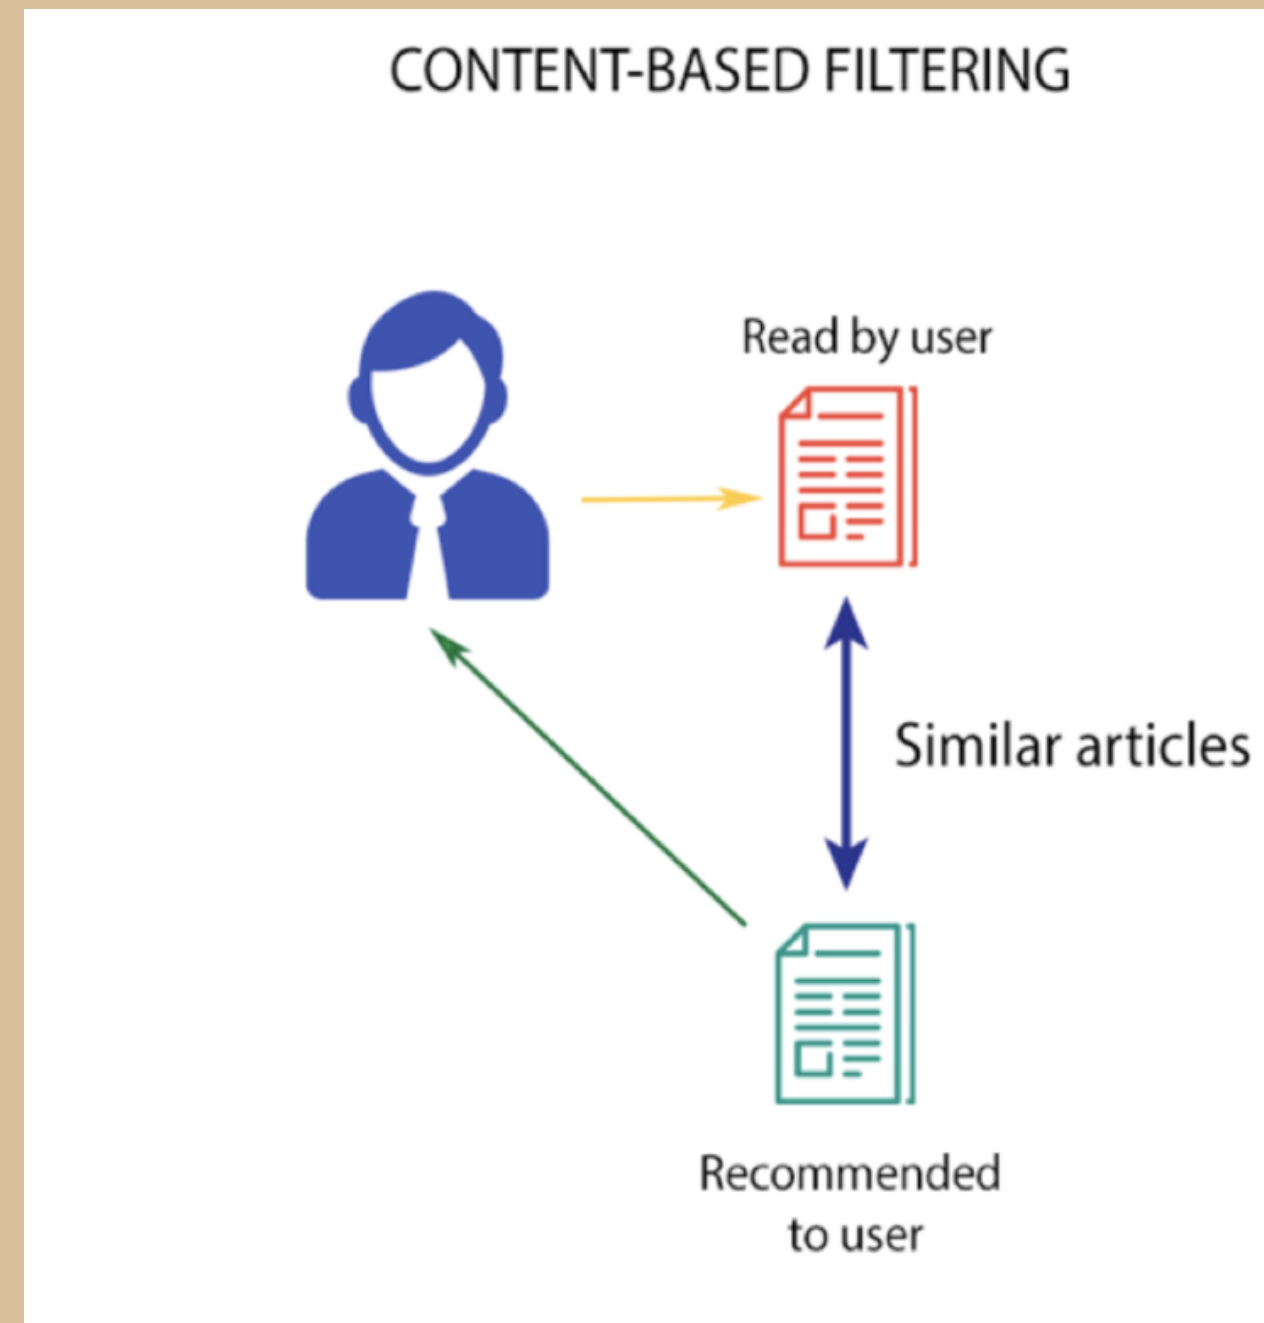 CONTENT-BASED FILTERING
Read by user
Similar articles
Recommended
to user